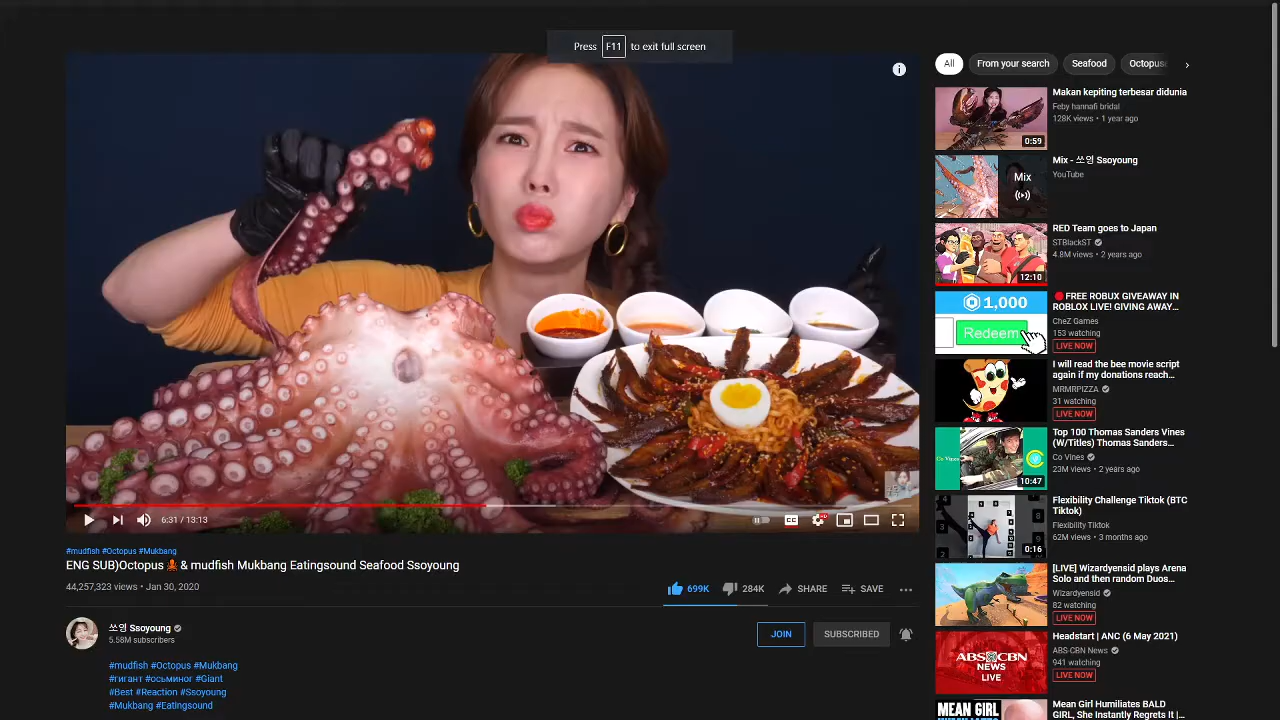 Press F11 to exit full screen
All
From your search
Seafood
Makan kepiting terbesar didunia
Feby hannafi bridal
128K views • 1 year ago
0:59
Mix - 쏘영 Ssoyoung
YouTube
Mix
RED Team goes to Japan
STBlackST
4.8M views • 2 years ago
12:10
🔴FREE ROBUX GIVEAWAY IN
ROBLOX LIVE! GIVING AWAY...
CheZ Games
153 watching
LIVE NOW
1,000
Redeem
I will read the bee movie script
again if my donations reach...
MRMRPIZZA
31 watching
LIVE NOW
Top 100 Thomas Sanders Vines
(W/Titles) Thomas Sanders...
Co Vines
23M views • 2 years ago
Co Vines
10:47
Flexibility Challenge Tiktok (BTC
Tiktok)
Flexibility Tiktok
62M views • 3 months ago
0:16
[LIVE] Wizardyensid plays Arena
Solo and then random Duos...
Wizardyensid
82 watching
LIVE NOW
Headstart | ANC (6 May 2021)
ABS-CBN News
941 watching
LIVE NOW
ABS-CBN
NEWS
LIVE
Mean Girl Humiliates BALD
GIRL, She Instantly Regrets It |...
MEAN GIRL
6:31 / 13:13
CC
HD
#mudfish #Octopus #Mukbang
ENG SUB)Octopus🐙& mudfish Mukbang Eatingsound Seafood Ssoyoung
44,257,323 views • Jan 30, 2020
699K
284K
SHARE
SAVE
쏘영 Ssoyoung
5.58M subscribers
JOIN
SUBSCRIBED
#mudfish #Octopus #Mukbang
#гигант #осьминог #Giant
#Best #Reaction #Ssoyoung
#Mukbang #Eatingsound